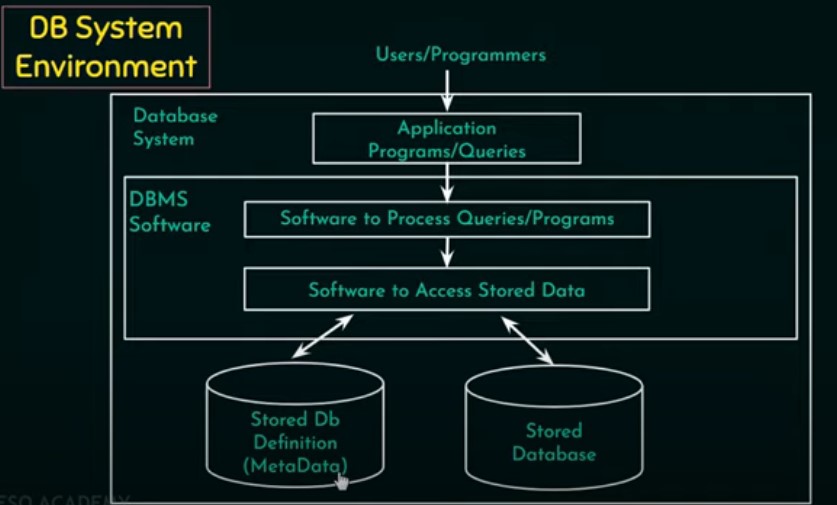 DB System
Environment
Users/Programmers
Database
System
Application
Programs/Queries
DBMS
Software
Software to Process Queries/Programs
Software to Access Stored Data
Stored Db
Definition
(MetaData)
Stored
Database
ESO ACADEMY